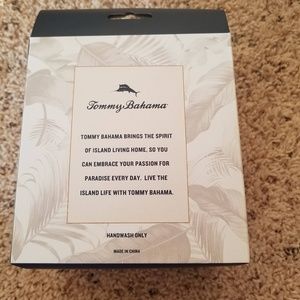 Tommy Bahama
TOMMY BAHAMA BRINGS THE SPIRIT
OF ISLAND LIVING HOME. SO YOU
CAN EMBRACE YOUR PASSION FOR
PARADISE EVERY DAY. LIVE THE
ISLAND LIFE WITH TOMMY BAHAMA.
HANDWASH ONLY
MADE IN CHINA